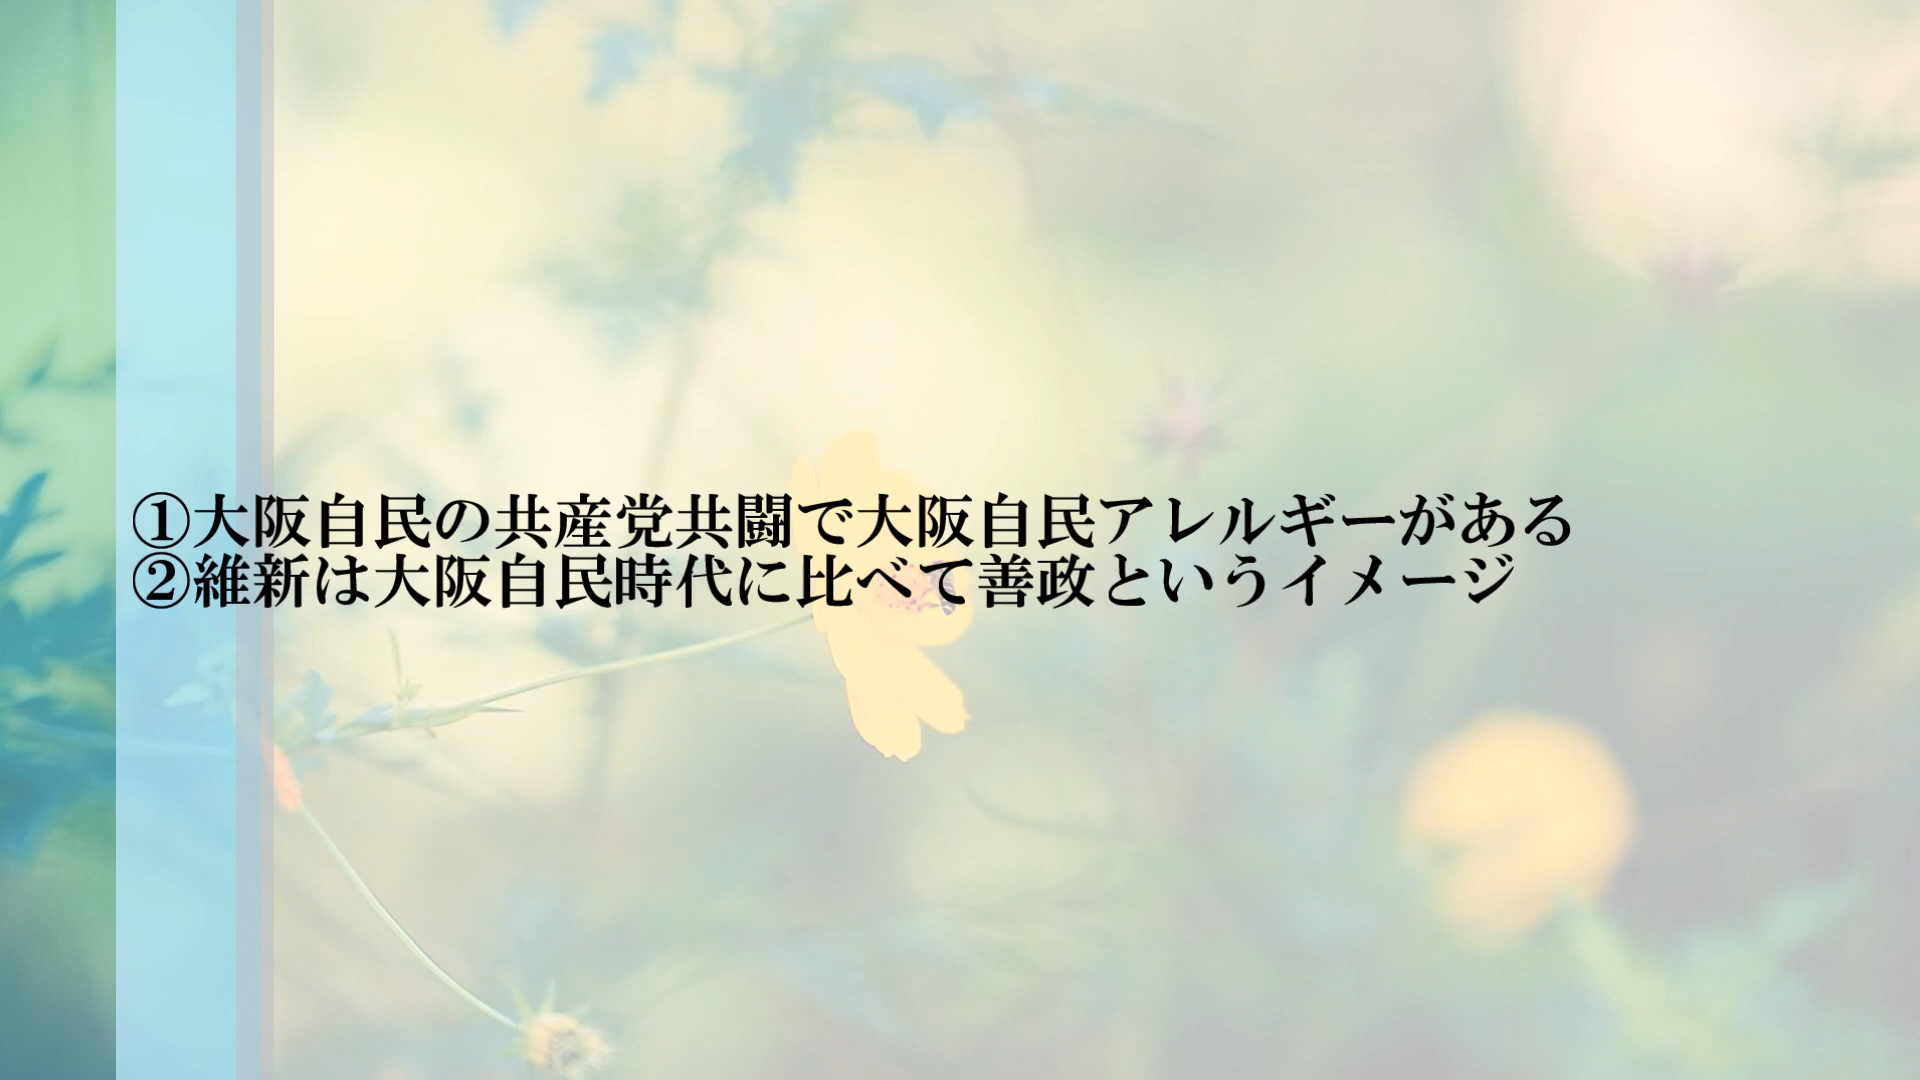 ①大阪自民の共産党共闘で大阪自民アレルギーがある
②維新は大阪自民時代に比べて善政というイメージ